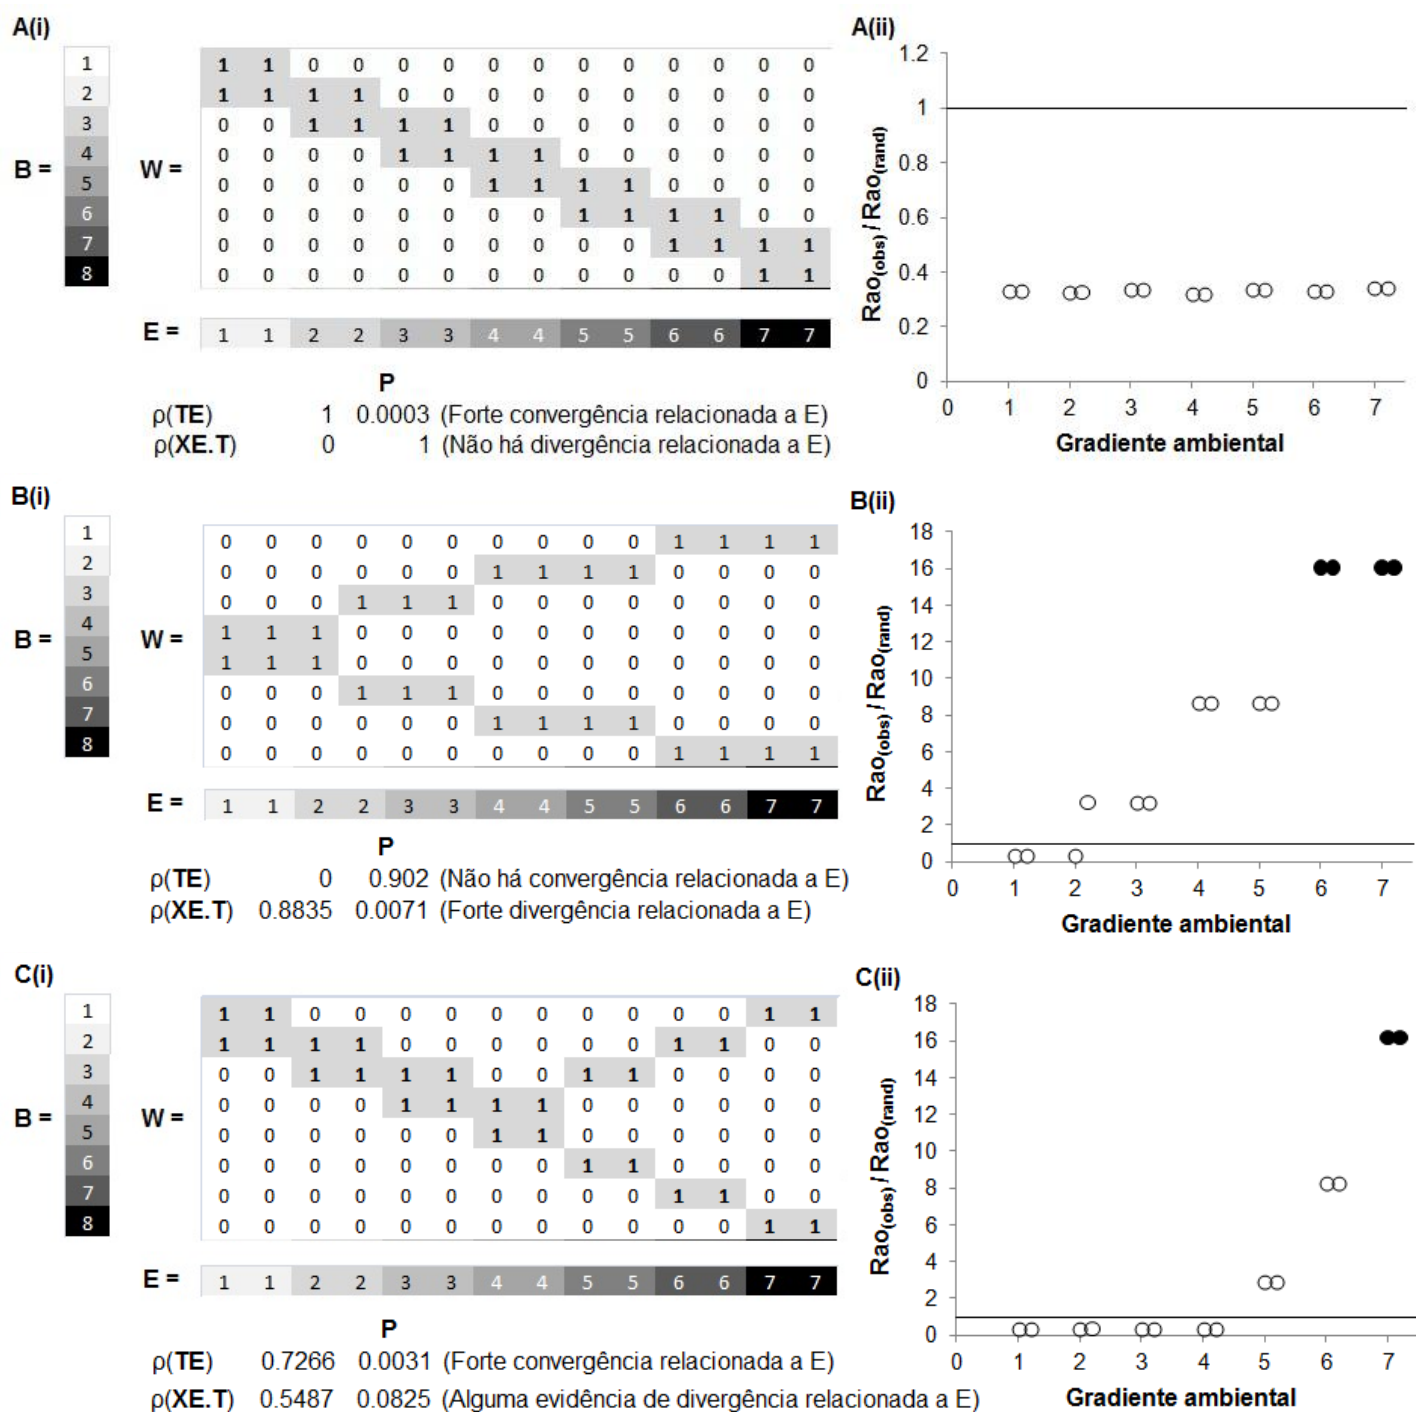 A(i)
B =
1
2
3
4
5
6
7
8
W =
1 1 0 0 0 0 0 0 0 0 0 0 0 0
1 1 1 1 0 0 0 0 0 0 0 0 0 0
0 0 1 1 1 1 0 0 0 0 0 0 0 0
0 0 0 0 1 1 1 1 0 0 0 0 0 0
0 0 0 0 0 0 1 1 1 1 0 0 0 0
0 0 0 0 0 0 0 0 1 1 1 1 0 0
0 0 0 0 0 0 0 0 0 0 1 1 1 1
0 0 0 0 0 0 0 0 0 0 0 0 1 1
E = 1 1 2 2 3 3 4 4 5 5 6 6 7 7
P
ρ(TE) 1 0.0003 (Forte convergência relacionada a E)
ρ(XE.T) 0 1 (Não há divergência relacionada a E)
A(ii)
Rao(obs) / Rao(rand)
1.2
1
0.8
0.6
0.4
0.2
0
0 1 2 3 4 5 6 7
Gradiente ambiental
B(i)
B =
1
2
3
4
5
6
7
8
W =
0 0 0 0 0 0 0 0 0 0 1 1 1 1
0 0 0 0 0 0 1 1 1 1 0 0 0 0
0 0 0 1 1 1 0 0 0 0 0 0 0 0
1 1 1 0 0 0 0 0 0 0 0 0 0 0
1 1 1 0 0 0 0 0 0 0 0 0 0 0
0 0 0 1 1 1 0 0 0 0 0 0 0 0
0 0 0 0 0 0 1 1 1 1 0 0 0 0
0 0 0 0 0 0 0 0 0 0 1 1 1 1
E = 1 1 2 2 3 3 4 4 5 5 6 6 7 7
P
ρ(TE) 0 0.902 (Não há convergência relacionada a E)
ρ(XE.T) 0.8835 0.0071 (Forte divergência relacionada a E)
B(ii)
Rao(obs) / Rao(rand)
18
16
14
12
10
8
6
4
2
0
0 1 2 3 4 5 6 7
Gradiente ambiental
C(i)
B =
1
2
3
4
5
6
7
8
W =
1 1 0 0 0 0 0 0 0 0 0 0 1 1
1 1 1 1 0 0 0 0 0 0 1 1 0 0
0 0 1 1 1 1 0 0 1 1 0 0 0 0
0 0 0 0 1 1 1 1 0 0 0 0 0 0
0 0 0 0 0 0 1 1 0 0 0 0 0 0
0 0 0 0 0 0 0 0 1 1 0 0 0 0
0 0 0 0 0 0 0 0 0 0 1 1 0 0
0 0 0 0 0 0 0 0 0 0 0 0 1 1
E = 1 1 2 2 3 3 4 4 5 5 6 6 7 7
P
ρ(TE) 0.7266 0.0031 (Forte convergência relacionada a E)
ρ(XE.T) 0.5487 0.0825 (Alguma evidência de divergência relacionada a E)
C(ii)
Rao(obs) / Rao(rand)
18
16
14
12
10
8
6
4
2
0
0 1 2 3 4 5 6 7
Gradiente ambiental